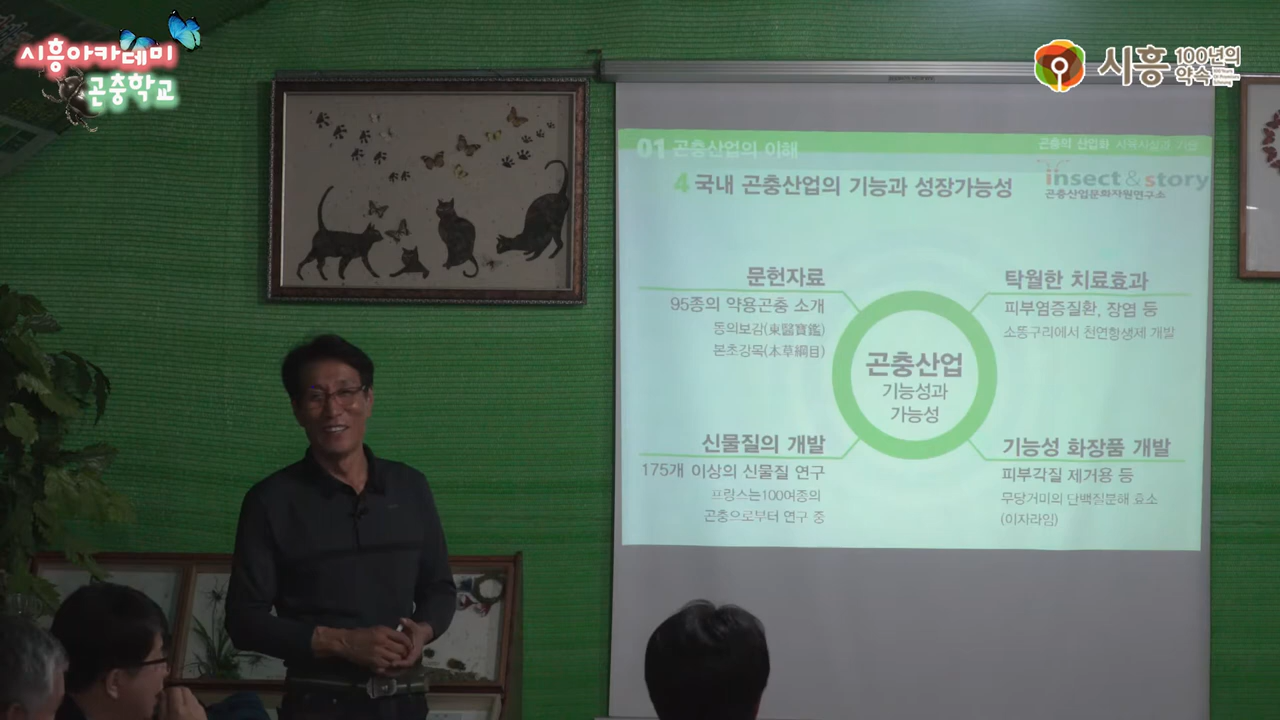 시흥아카데미
곤충학교
시흥 100년의
약속
01 곤충산업의 이해
곤충의 산업화
insect & story
곤충산업문화자원연구소
4 국내 곤충산업의 기능과 성장가능성
문헌자료
95종의 약용곤충 소개
동의보감(東醫寶鑑)
본초강목(本草綱目)
탁월한 치료효과
피부염증질환, 장염 등
소똥구리에서 천연항생제 개발
곤충산업
기능성과
가능성
신물질의 개발
175개 이상의 신물질 연구
프랑스는100여종의
곤충으로부터 연구 중
기능성 화장품 개발
피부각질 제거용 등
무당거미의 단백질분해 효소
(이자라임)